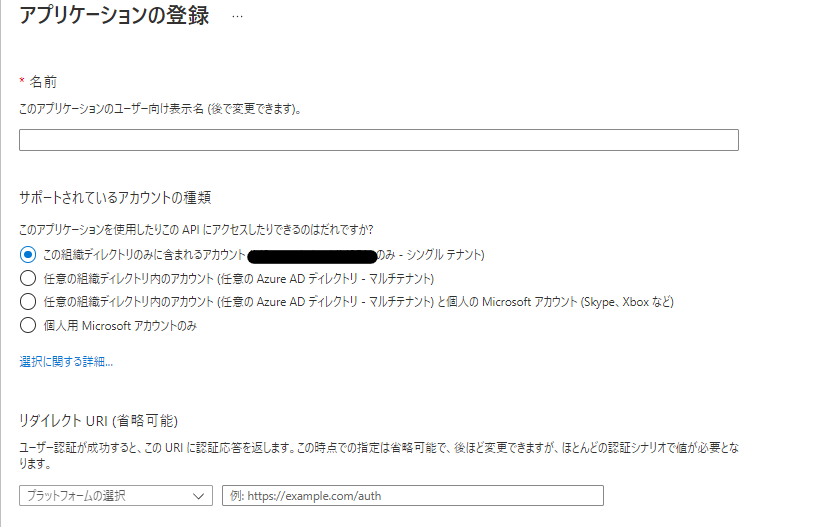 アプリケーションの登録 …
* 名前
このアプリケーションのユーザー向け表示名 (後で変更できます)。
サポートされているアカウントの種類
このアプリケーションを使用したりこの API にアクセスしたりできるのはだれですか?
この組織ディレクトリのみに含まれるアカウント のみ - シングル テナント)
任意の組織ディレクトリ内のアカウント (任意の Azure AD ディレクトリ - マルチテナント)
任意の組織ディレクトリ内のアカウント (任意の Azure AD ディレクトリ - マルチテナント) と個人の Microsoft アカウント (Skype、Xbox など)
個人用 Microsoft アカウントのみ
選択に関する詳細...
リダイレクト URI (省略可能)
ユーザー認証が成功すると、この URI に認証応答を返します。この時点での指定は省略可能で、後ほど変更できますが、ほとんどの認証シナリオで値が必要とな
ります。
プラットフォームの選択 例: https://example.com/auth